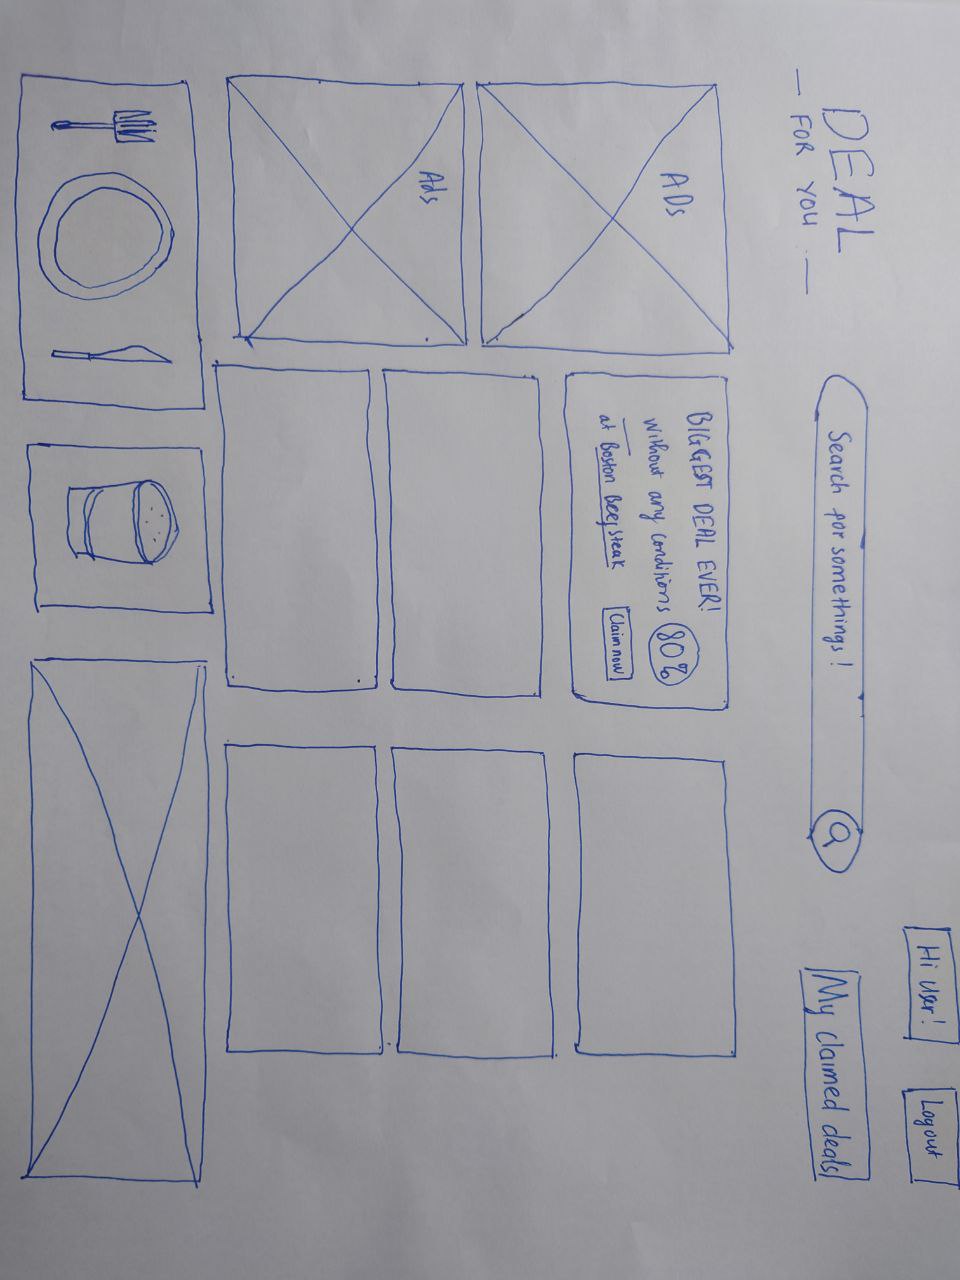 Hi User!
Logout
DEAL
— FOR YOU —
Search for somethings!
My claimed deals
ADs
BIGGEST DEAL EVER!
without any conditions
80%
at Boston Beefsteak
Claim now
Ads